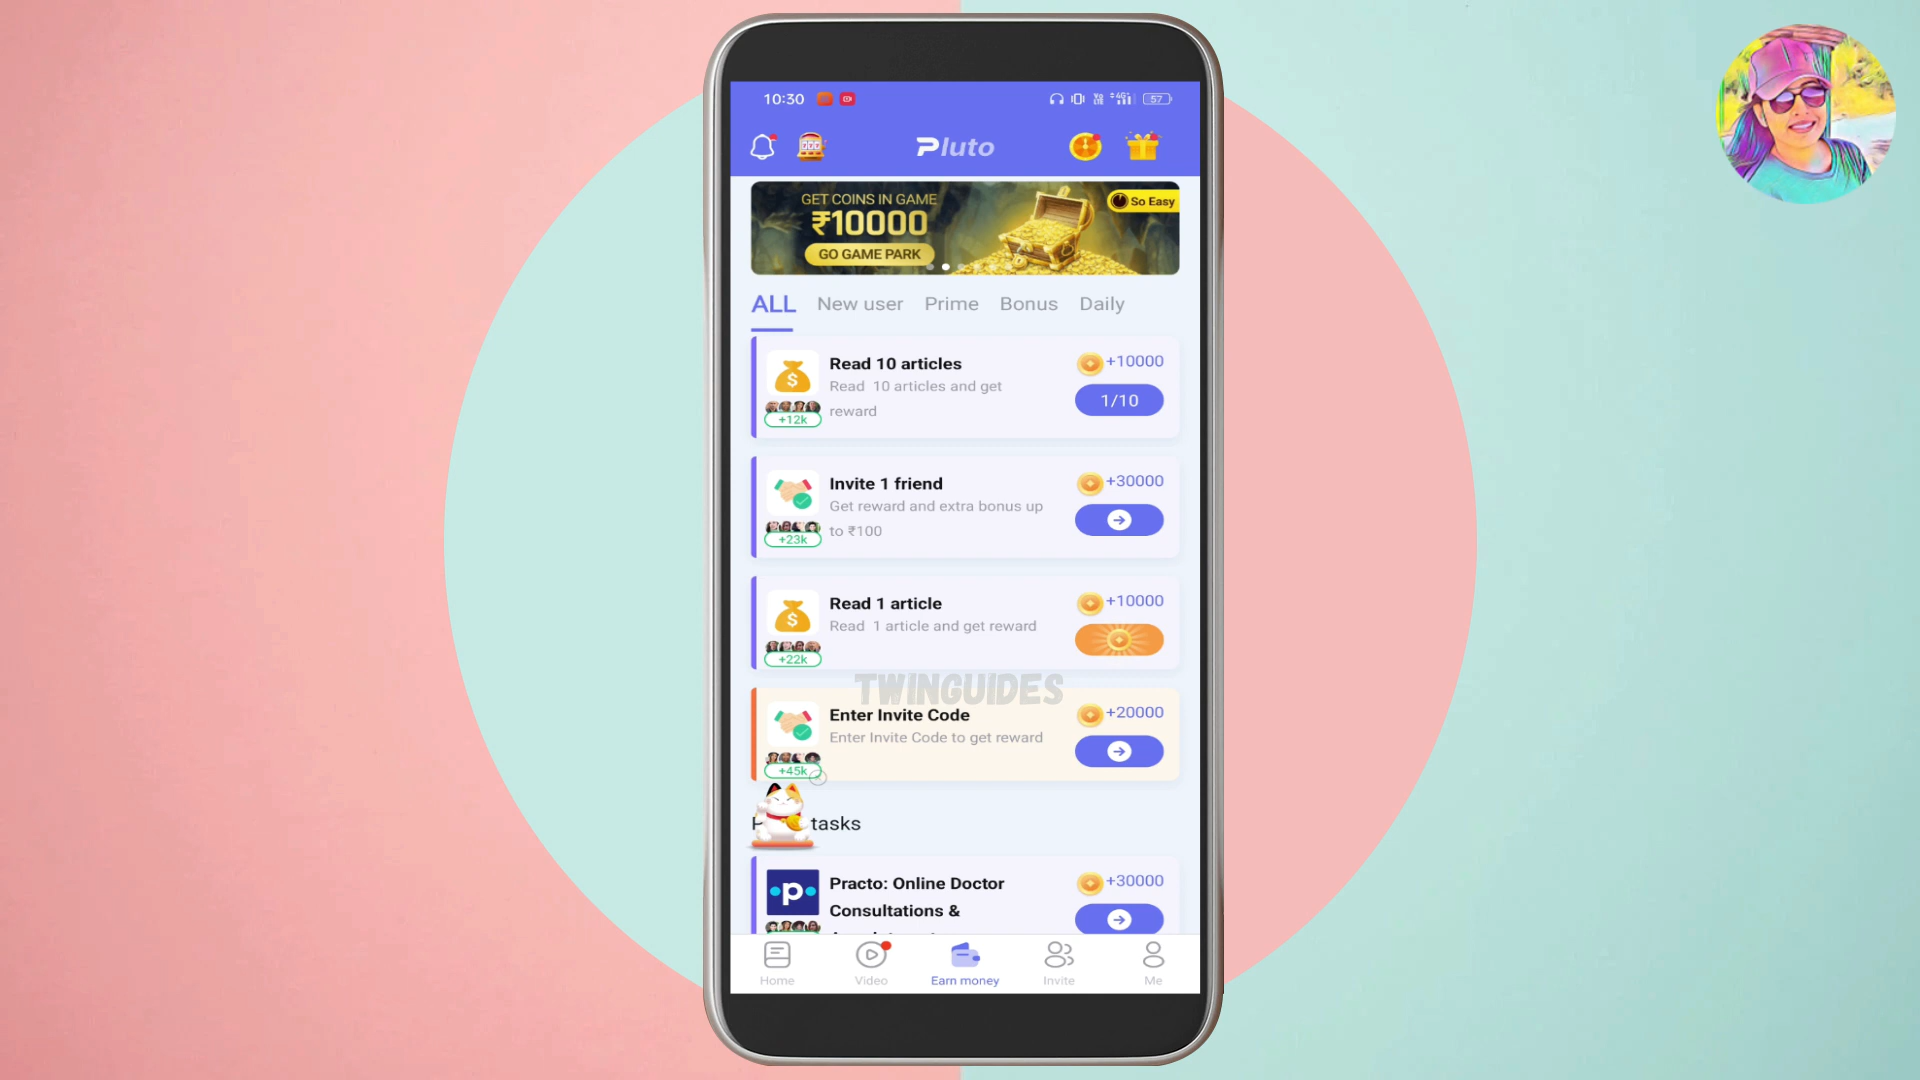 10:30
4G+
57
Pluto
GET COINS IN GAME
₹10000
GO GAME PARK
So Easy
ALL New user Prime Bonus Daily
Read 10 articles
+10000
Read 10 articles and get
reward
1/10
+12k
Invite 1 friend
+30000
Get reward and extra bonus up
to ₹100
+23k
Read 1 article
+10000
Read 1 article and get reward
+22k
TWINGUIDES
Enter Invite Code
+20000
Enter Invite Code to get reward
+45k
tasks
p
Practo: Online Doctor
+30000
Consultations &
Home Video Earn money Invite Me